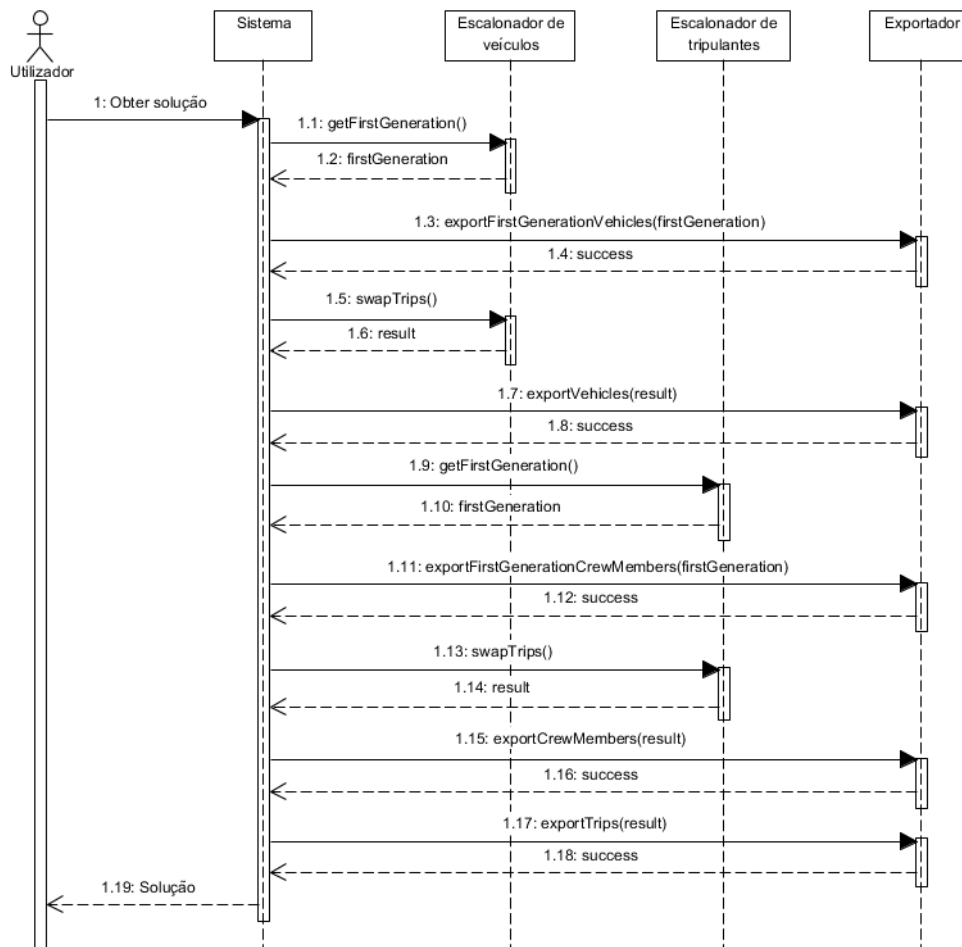 Sistema
Escalonador de
veículos
Escalonador de
tripulantes
Exportador
Utilizador
1: Obter solução
1.1: getFirstGeneration()
1.2: firstGeneration
1.3: exportFirstGenerationVehicles(firstGeneration)
1.4: success
1.5: swapTrips()
1.6: result
1.7: exportVehicles(result)
1.8: success
1.9: getFirstGeneration()
1.10: firstGeneration
1.11: exportFirstGenerationCrewMembers(firstGeneration)
1.12: success
1.13: swapTrips()
1.14: result
1.15: exportCrewMembers(result)
1.16: success
1.17: exportTrips(result)
1.18: success
1.19: Solução